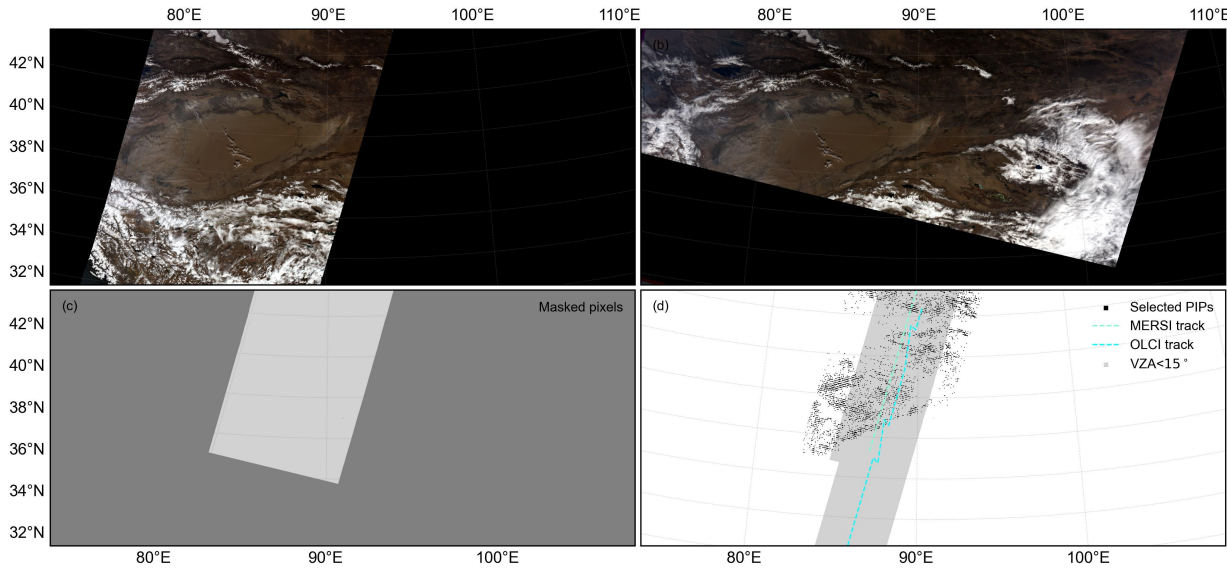 80°E 90°E 100°E 110°E 80°E 90°E 100°E 110°E
42°N
40°N
38°N
36°N
34°N
32°N
(b)
42°N
40°N
38°N
36°N
34°N
32°N
(c) Masked pixels
(d) Selected PIPs
MERSI track
OLCI track
VZA<15°
80°E 90°E 100°E 80°E 90°E 100°E